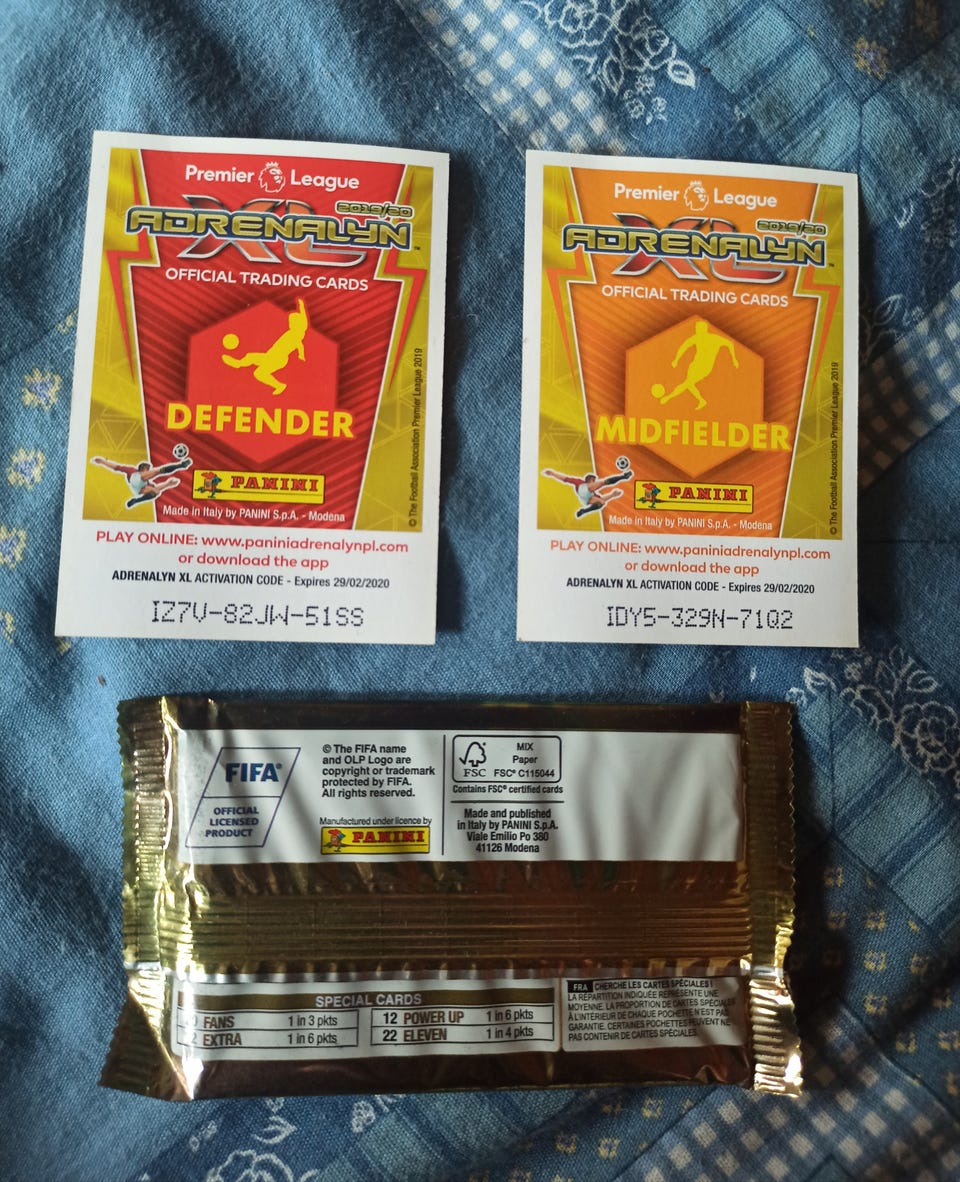 Premier League
2019/20
ADRENALYN
XL
™
OFFICIAL TRADING CARDS
DEFENDER
PANINI
Made in Italy by PANINI S.p.A. - Modena
© The Football Association Premier League 2019
PLAY ONLINE: www.paniniadrenalynpl.com
or download the app
ADRENALYN XL ACTIVATION CODE - Expires 29/02/2020
IZ7V-82JW-51SS
Premier League
2019/20
ADRENALYN
XL
™
OFFICIAL TRADING CARDS
MIDFIELDER
PANINI
Made in Italy by PANINI S.p.A. - Modena
© The Football Association Premier League 2019
PLAY ONLINE: www.paniniadrenalynpl.com
or download the app
ADRENALYN XL ACTIVATION CODE - Expires 29/02/2020
IDY5-329N-71Q2
FIFA®
OFFICIAL
LICENSED
PRODUCT
© The FIFA name
and OLP Logo are
copyright or trademark
protected by FIFA.
All rights reserved.
Manufactured under licence by
PANINI
FSC
MIX
Paper
FSC® C115044
Contains FSC® certified cards
Made and published
in Italy by PANINI S.p.A.
Viale Emilio Po 380
41126 Modena
SPECIAL CARDS
FANS 1 in 3 pkts
EXTRA 1 in 6 pkts
12 POWER UP 1 in 6 pkts
22 ELEVEN 1 in 4 pkts
FRA CHERCHE LES CARTES SPÉCIALES !
LA RÉPARTITION INDIQUÉE REPRÉSENTE UNE
MOYENNE. LA PROPORTION DE CARTES SPÉCIALES
À L'INTÉRIEUR DE CHAQUE POCHETTE N'EST PAS
GARANTIE. CERTAINES POCHETTES PEUVENT NE
PAS CONTENIR DE CARTES SPÉCIALES.